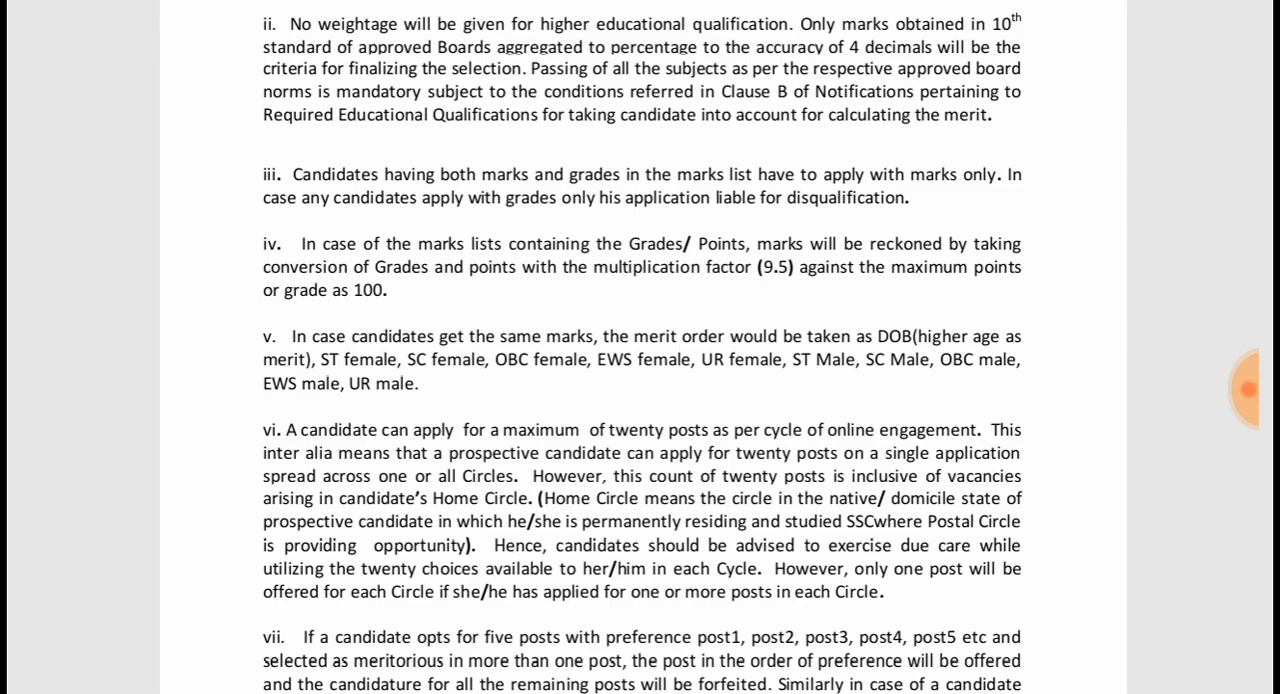 ii. No weightage will be given for higher educational qualification. Only marks obtained in 10th
standard of approved Boards aggregated to percentage to the accuracy of 4 decimals will be the
criteria for finalizing the selection. Passing of all the subjects as per the respective approved board
norms is mandatory subject to the conditions referred in Clause B of Notifications pertaining to
Required Educational Qualifications for taking candidate into account for calculating the merit.
iii. Candidates having both marks and grades in the marks list have to apply with marks only. In
case any candidates apply with grades only his application liable for disqualification.
iv. In case of the marks lists containing the Grades/ Points, marks will be reckoned by taking
conversion of Grades and points with the multiplication factor (9.5) against the maximum points
or grade as 100.
v. In case candidates get the same marks, the merit order would be taken as DOB(higher age as
merit), ST female, SC female, OBC female, EWS female, UR female, ST Male, SC Male, OBC male,
EWS male, UR male.
vi. A candidate can apply for a maximum of twenty posts as per cycle of online engagement. This
inter alia means that a prospective candidate can apply for twenty posts on a single application
spread across one or all Circles. However, this count of twenty posts is inclusive of vacancies
arising in candidate's Home Circle. (Home Circle means the circle in the native/ domicile state of
prospective candidate in which he/she is permanently residing and studied SSCwhere Postal Circle
is providing opportunity). Hence, candidates should be advised to exercise due care while
utilizing the twenty choices available to her/him in each Cycle. However, only one post will be
offered for each Circle if she/he has applied for one or more posts in each Circle.
vii. If a candidate opts for five posts with preference post1, post2, post3, post4, post5 etc and
selected as meritorious in more than one post, the post in the order of preference will be offered
and the candidature for all the remaining posts will be forfeited. Similarly in case of a candidate